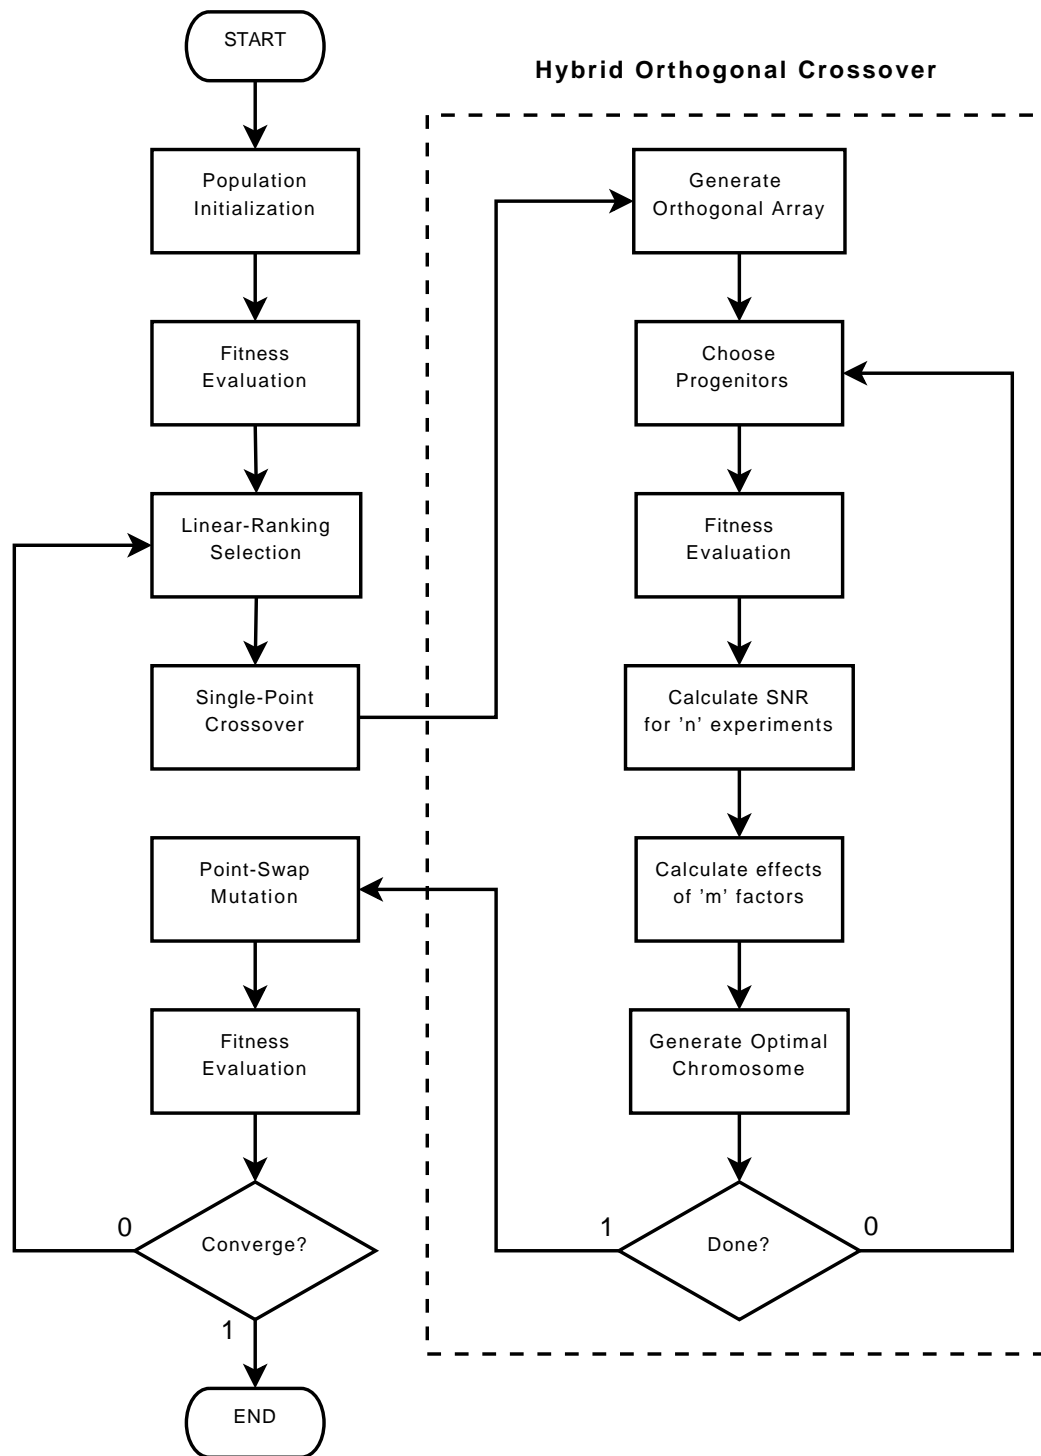 START
Population
Initialization
Fitness
Evaluation
Linear-Ranking
Selection
Single-Point
Crossover
Point-Swap
Mutation
Fitness
Evaluation
0
Converge?
1
END
Hybrid Orthogonal Crossover
Generate
Orthogonal Array
Choose
Progenitors
Fitness
Evaluation
Calculate SNR
for ’n’ experiments
Calculate effects
of ’m’ factors
Generate Optimal
Chromosome
1
Done?
0